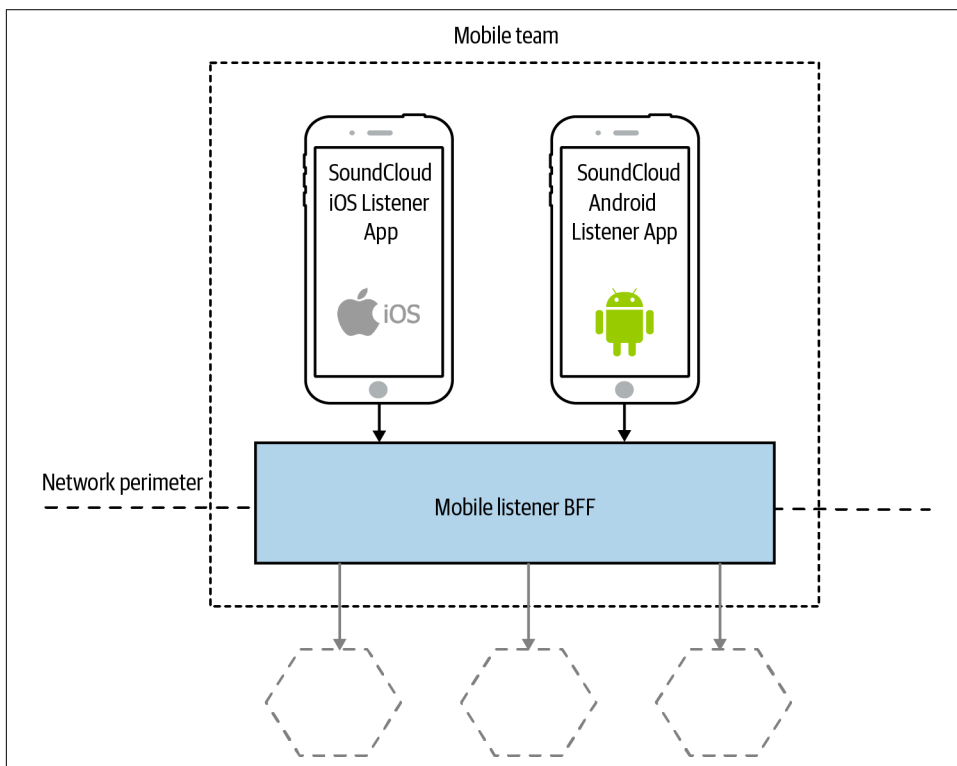 Mobile team
SoundCloud
iOS Listener
App
iOS
SoundCloud
Android
Listener App
Network perimeter
Mobile listener BFF